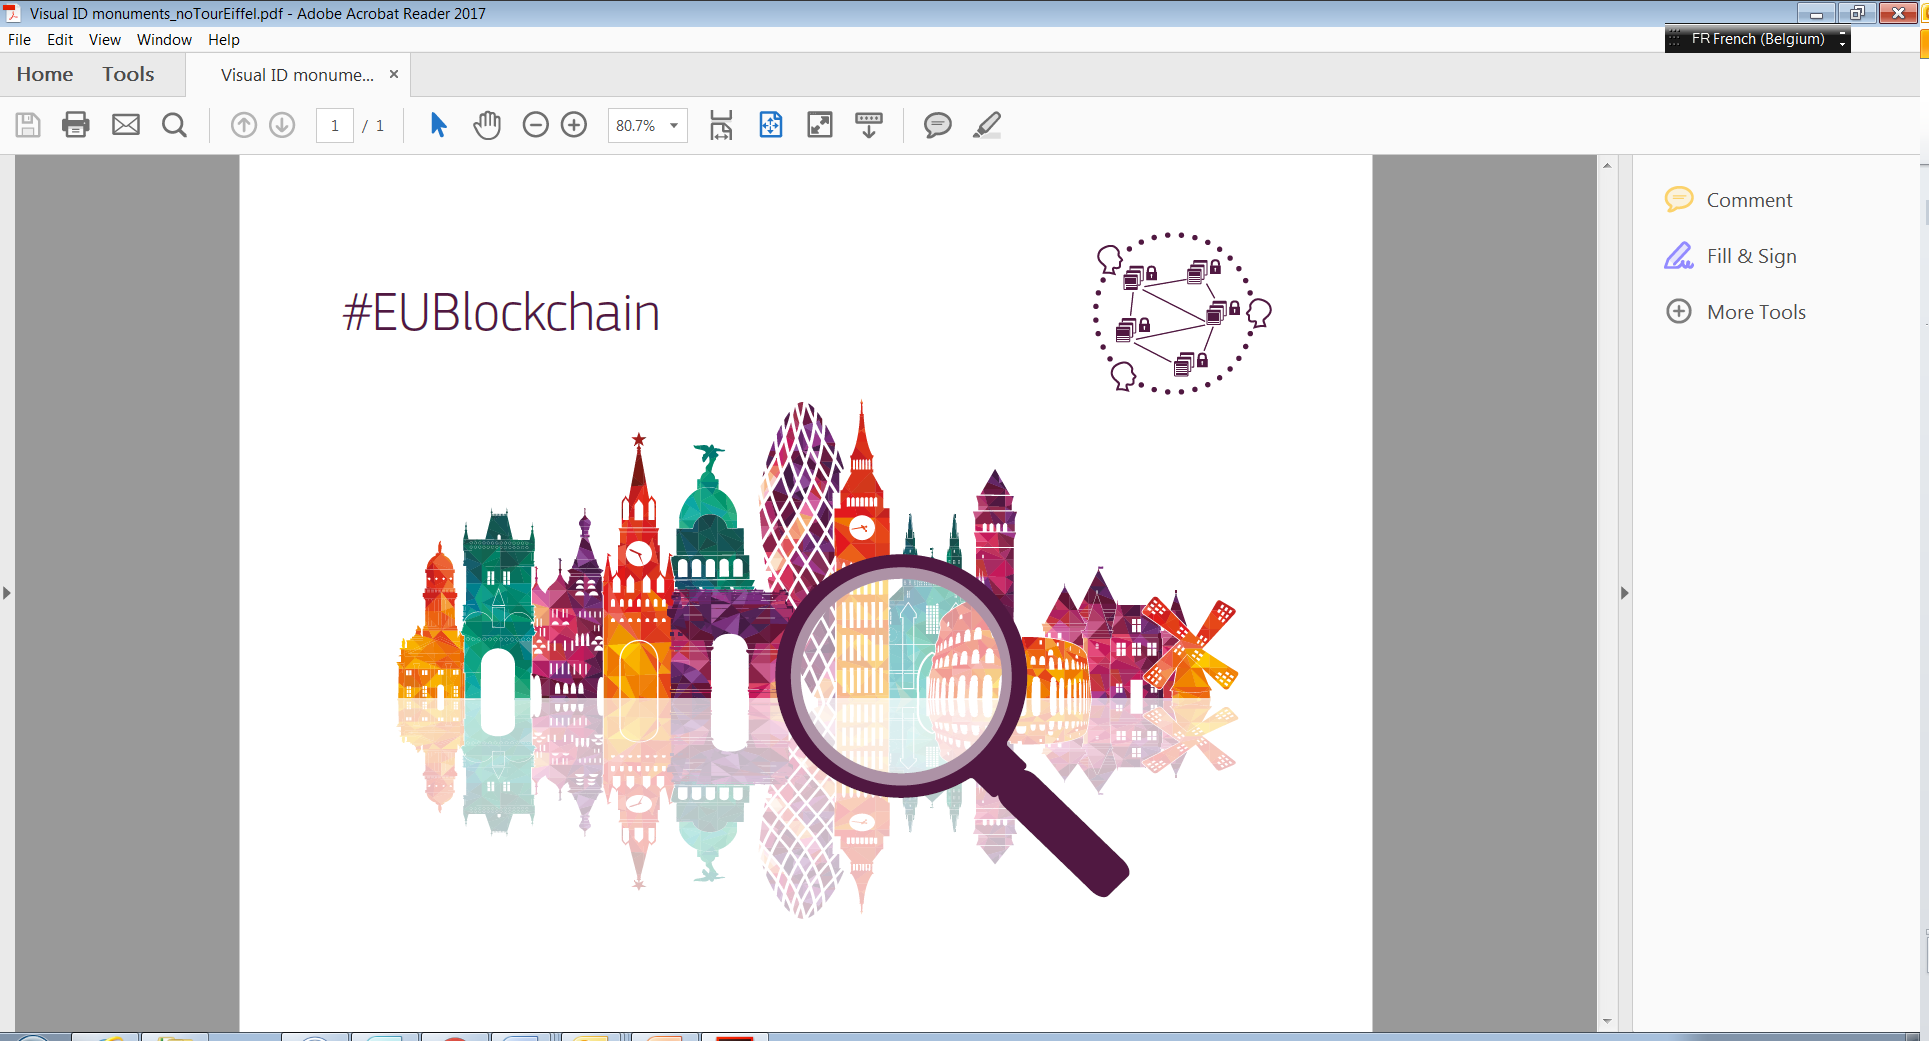 Visual ID monuments_noTourEiffel.pdf - Adobe Acrobat Reader 2017
File Edit View Window Help
FR French (Belgium)
Home Tools Visual ID monume... ×
1 / 1 80.7%
Comment
Fill & Sign
More Tools
#EUBlockchain